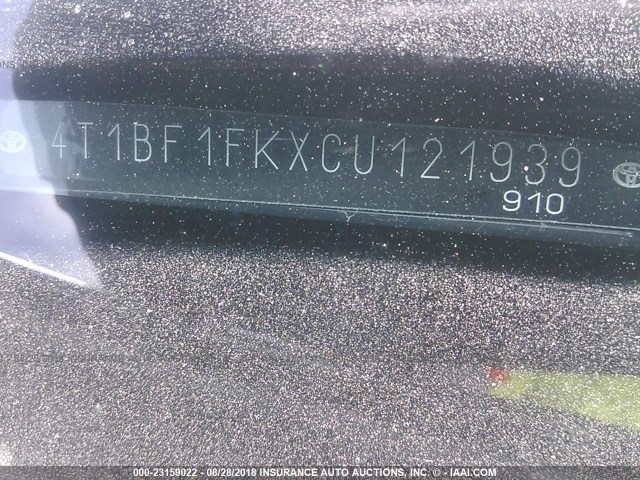 4T1BF1FKXCU121939
910
000-23159022 - 08/28/2018 INSURANCE AUTO AUCTIONS, INC. - IAAI.COM